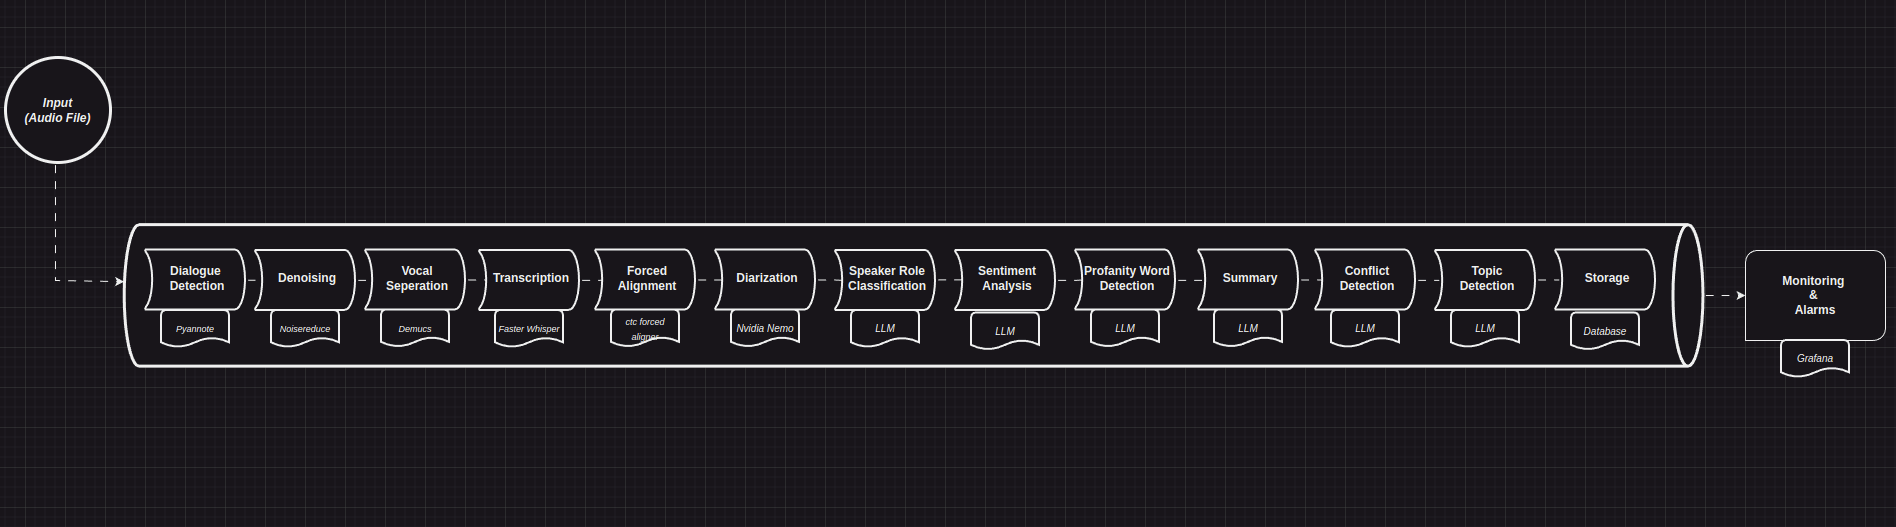 Input
(Audio File)
Dialogue
Detection
Pyannote
Denoising
Noisereduce
Vocal
Seperation
Demucs
Transcription
Faster Whisper
Forced
Alignment
ctc forced
aligner
Diarization
Nvidia Nemo
Speaker Role
Classification
LLM
Sentiment
Analysis
LLM
Profanity Word
Detection
LLM
Summary
LLM
Conflict
Detection
LLM
Topic
Detection
LLM
Storage
Database
Monitoring
&
Alarms
Grafana